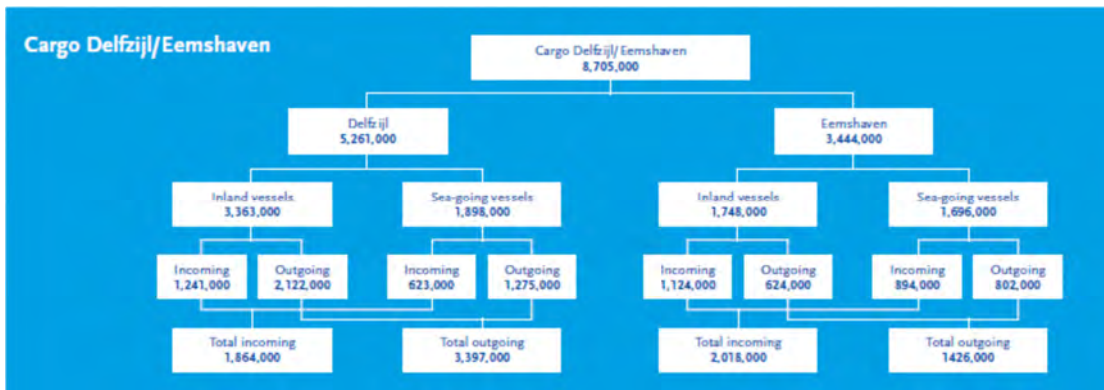 Cargo Delfzijl/Eemshaven
Cargo Delfzijl/Eemshaven
8,705,000
Delfzijl
5,261,000
Eemshaven
3,444,000
Inland vessels
3,363,000
Sea-going vessels
1,898,000
Inland vessels
1,748,000
Sea-going vessels
1,696,000
Incoming
1,241,000
Outgoing
2,122,000
Incoming
623,000
Outgoing
1,275,000
Incoming
1,124,000
Outgoing
624,000
Incoming
894,000
Outgoing
802,000
Total incoming
1,864,000
Total outgoing
3,397,000
Total incoming
2,018,000
Total outgoing
1426,000